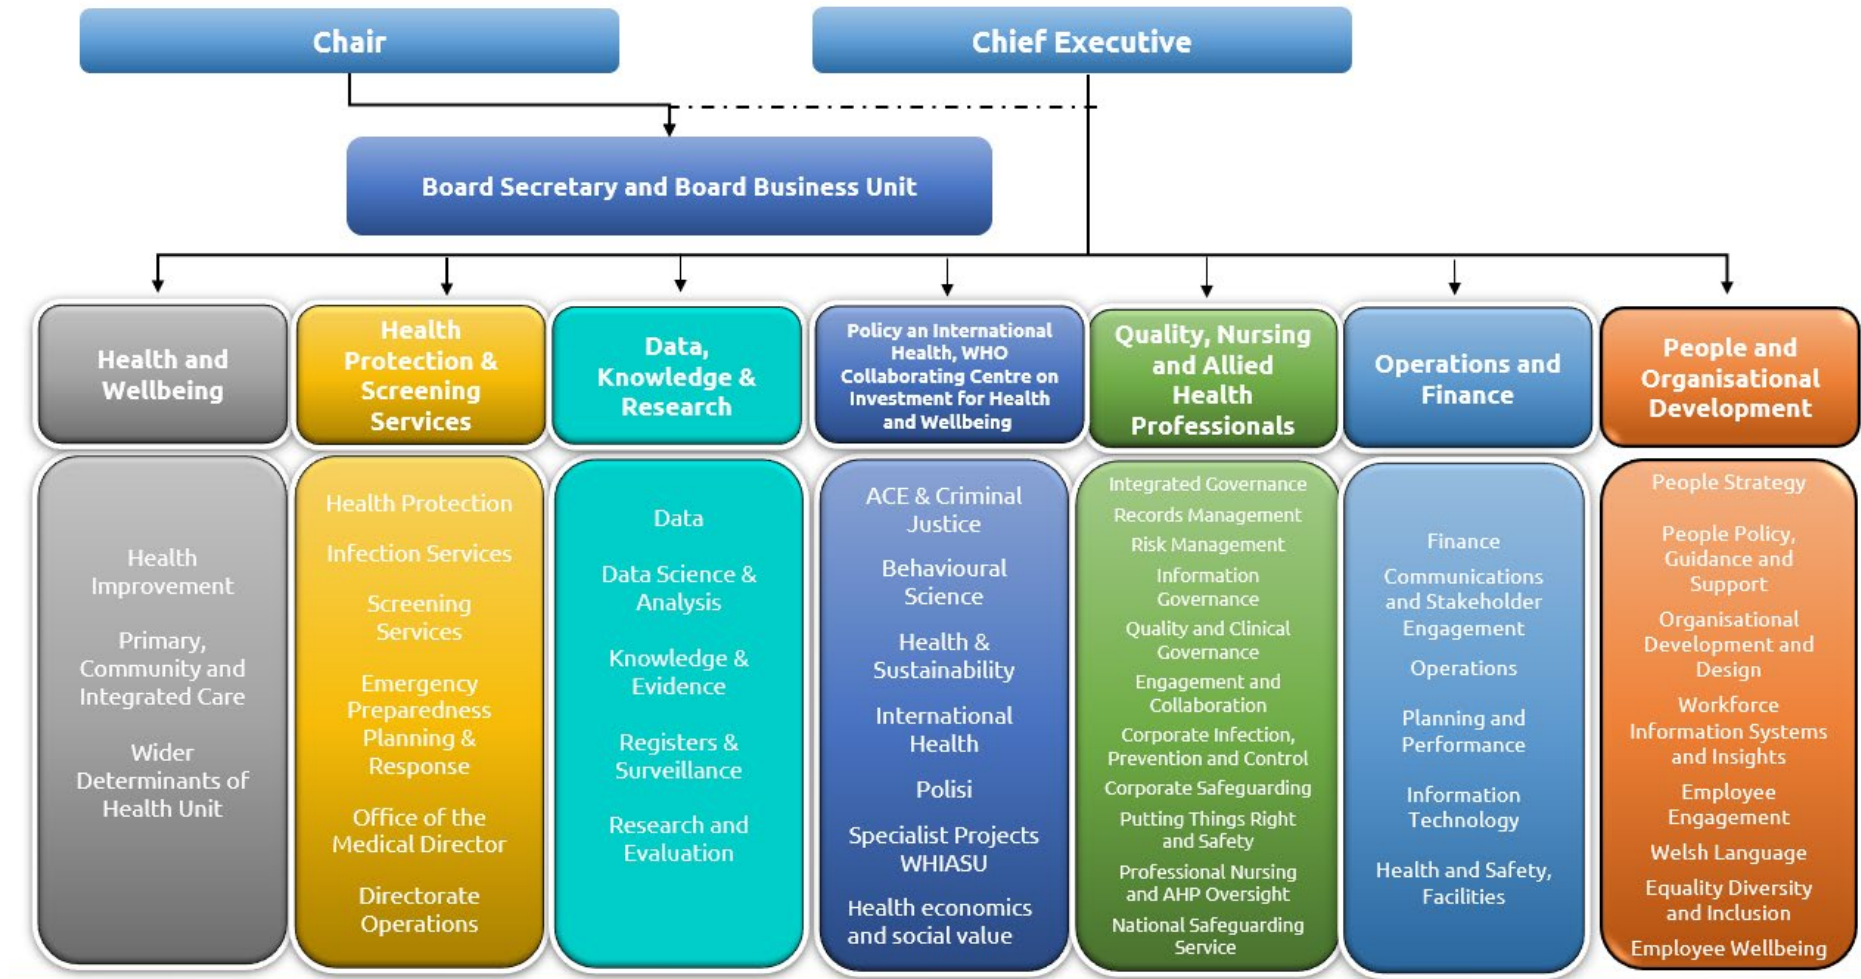 Chair
Chief Executive
Board Secretary and Board Business Unit
Health and
Wellbeing
Health
Protection &
Screening
Services
Data,
Knowledge &
Research
Policy an International
Health, WHO
Collaborating Centre on
Investment for Health
and Wellbeing
Quality, Nursing
and Allied
Health
Professionals
Operations and
Finance
People and
Organisational
Development
Health
Improvement
Primary,
Community and
Integrated Care
Wider
Determinants of
Health Unit
Health Protection
Infection Services
Screening
Services
Emergency
Preparedness
Planning &
Response
Office of the
Medical Director
Directorate
Operations
Data
Data Science &
Analysis
Knowledge &
Evidence
Registers &
Surveillance
Research and
Evaluation
ACE & Criminal
Justice
Behavioural
Science
Health &
Sustainability
International
Health
Polisi
Specialist Projects
WHIASU
Health economics
and social value
Integrated Governance
Records Management
Risk Management
Information
Governance
Quality and Clinical
Governance
Engagement and
Collaboration
Corporate Infection,
Prevention and Control
Corporate Safeguarding
Putting Things Right
and Safety
Professional Nursing
and AHP Oversight
National Safeguarding
Service
Finance
Communications
and Stakeholder
Engagement
Operations
Planning and
Performance
Information
Technology
Health and Safety,
Facilities
People Strategy
People Policy,
Guidance and
Support
Organisational
Development and
Design
Workforce
Information Systems
and Insights
Employee
Engagement
Welsh Language
Equality Diversity
and Inclusion
Employee Wellbeing